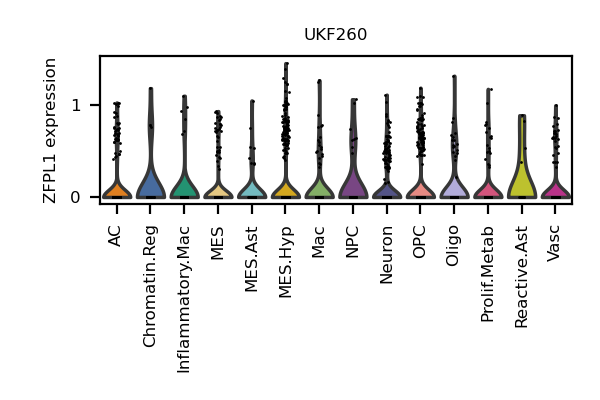 UKF260
ZFPL1 expression
1
0
AC
Chromatin.Reg
Inflammatory.Mac
MES
MES.Ast
MES.Hyp
Mac
NPC
Neuron
OPC
Oligo
Prolif.Metab
Reactive.Ast
Vasc